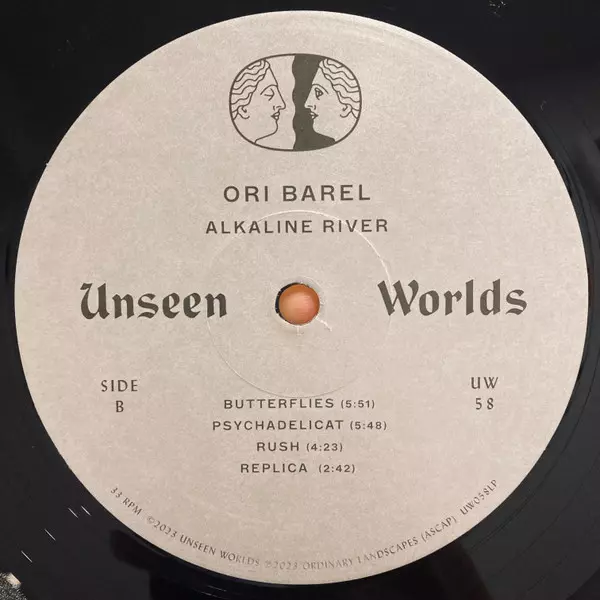 ORI BAREL
ALKALINE RIVER
Unseen Worlds
SIDE
B
UW
58
BUTTERFLIES (5:51)
PSYCHADELICAT (5:48)
RUSH (4:23)
REPLICA (2:42)
33 RPM ©2023 UNSEEN WORLDS ℗2023 ORDINARY LANDSCAPES (ASCAP) UW058LP